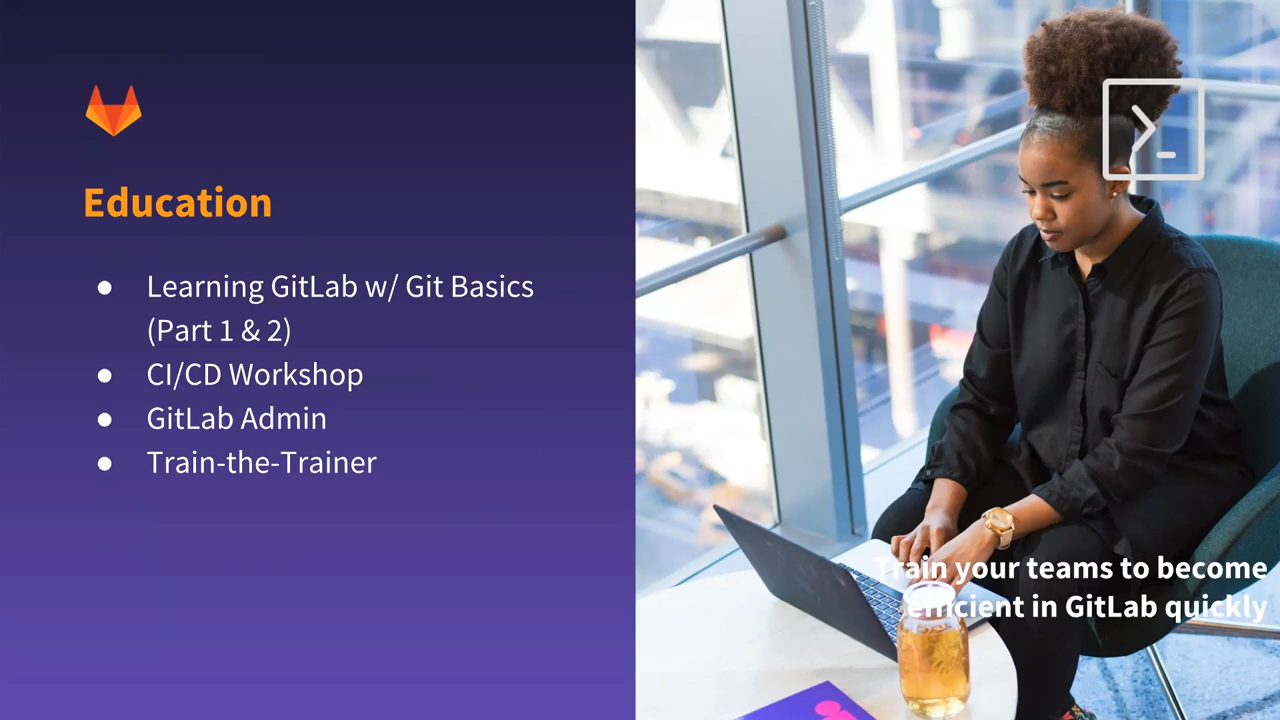 Education
● Learning GitLab w/ Git Basics
(Part 1 & 2)
● CI/CD Workshop
● GitLab Admin
● Train-the-Trainer
Train your teams to become
efficient in GitLab quickly